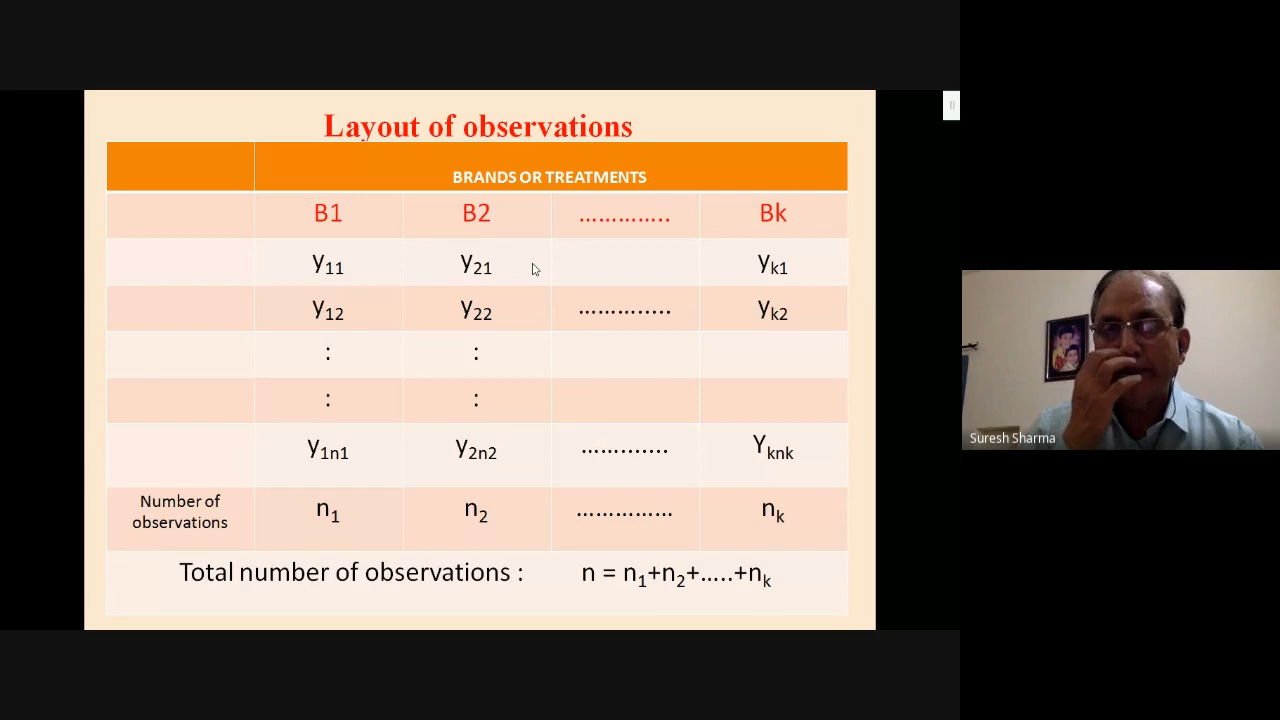 Layout of observations
BRANDS OR TREATMENTS
B1 B2 ………….. Bk
y11 y21 yk1
y12 y22 ………….. yk2
: :
: :
y1n1 y2n2 …………. Yknk
Number of
observations
n1 n2 …………… nk
Total number of observations : n = n1+n2+…..+nk
Suresh Sharma